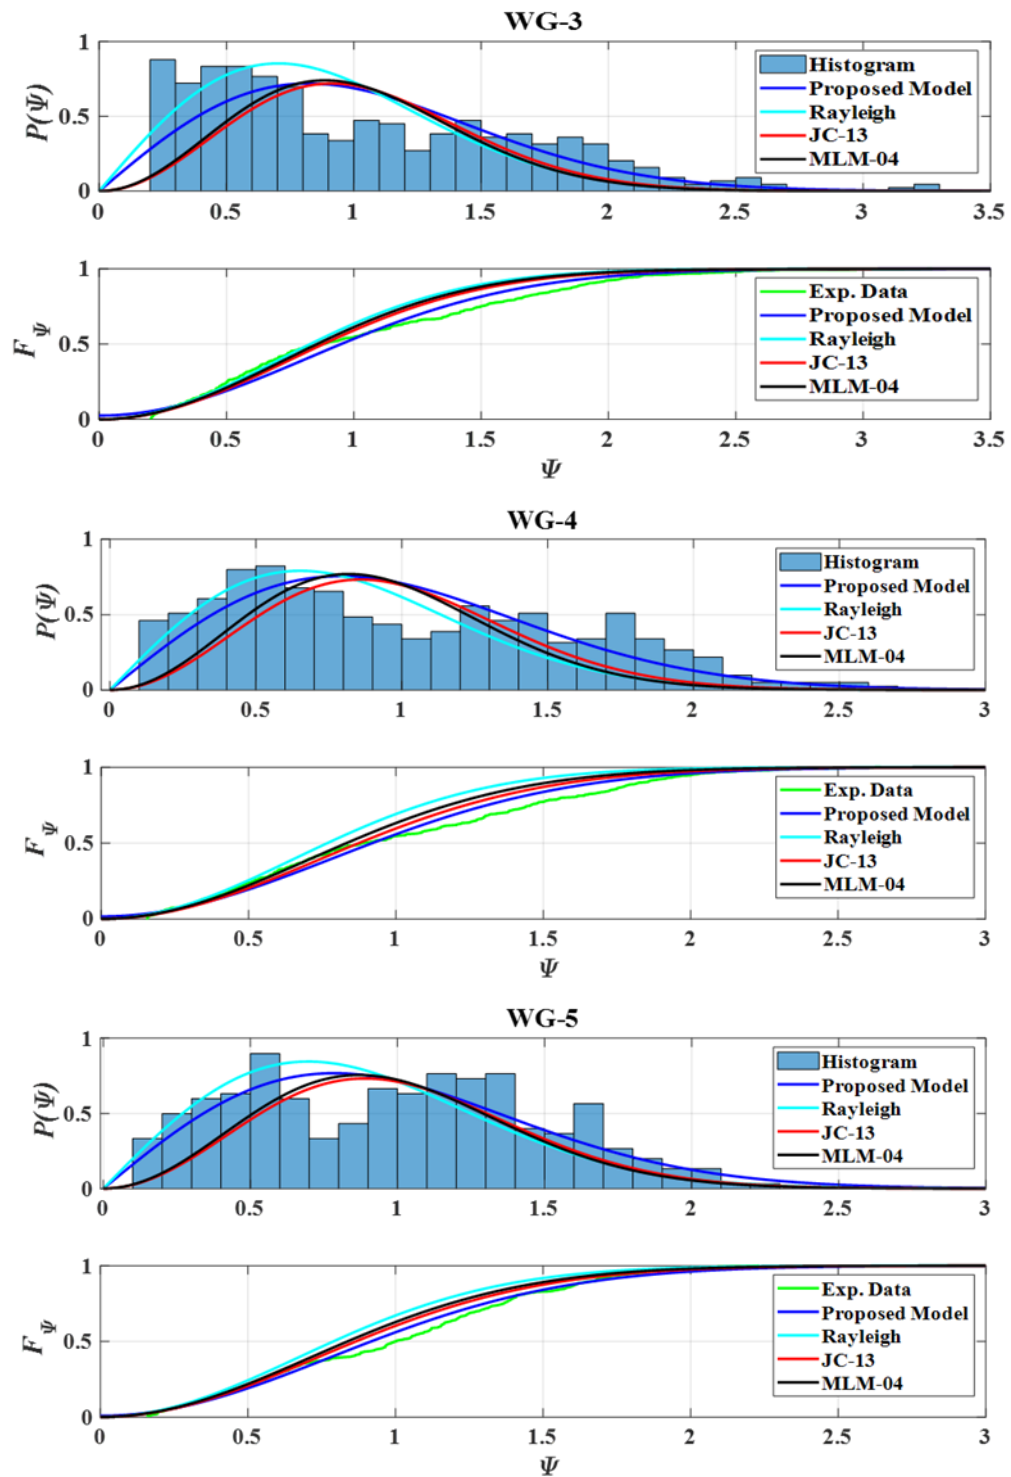 WG-3
P(Ψ)
1
0.5
0
Histogram
Proposed Model
Rayleigh
JC-13
MLM-04
0 0.5 1 1.5 2 2.5 3 3.5
F_Ψ
1
0.5
0
Exp. Data
Proposed Model
Rayleigh
JC-13
MLM-04
0 0.5 1 1.5 2 2.5 3 3.5
Ψ
WG-4
P(Ψ)
1
0.5
0
Histogram
Proposed Model
Rayleigh
JC-13
MLM-04
0 0.5 1 1.5 2 2.5 3
F_Ψ
1
0.5
0
Exp. Data
Proposed Model
Rayleigh
JC-13
MLM-04
0 0.5 1 1.5 2 2.5 3
Ψ
WG-5
P(Ψ)
1
0.5
0
Histogram
Proposed Model
Rayleigh
JC-13
MLM-04
0 0.5 1 1.5 2 2.5 3
F_Ψ
1
0.5
0
Exp. Data
Proposed Model
Rayleigh
JC-13
MLM-04
0 0.5 1 1.5 2 2.5 3
Ψ